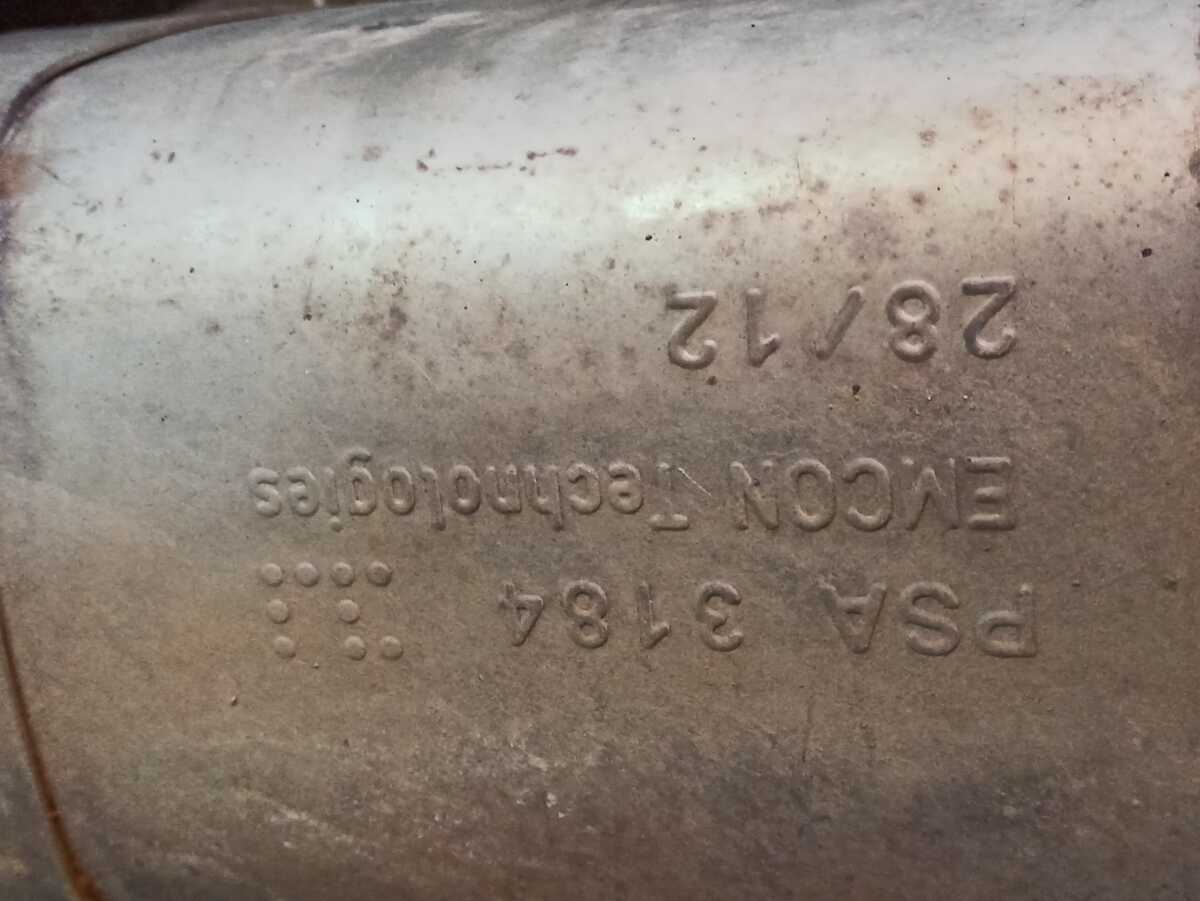 PSA 3184
EMCON Technologies
28/12